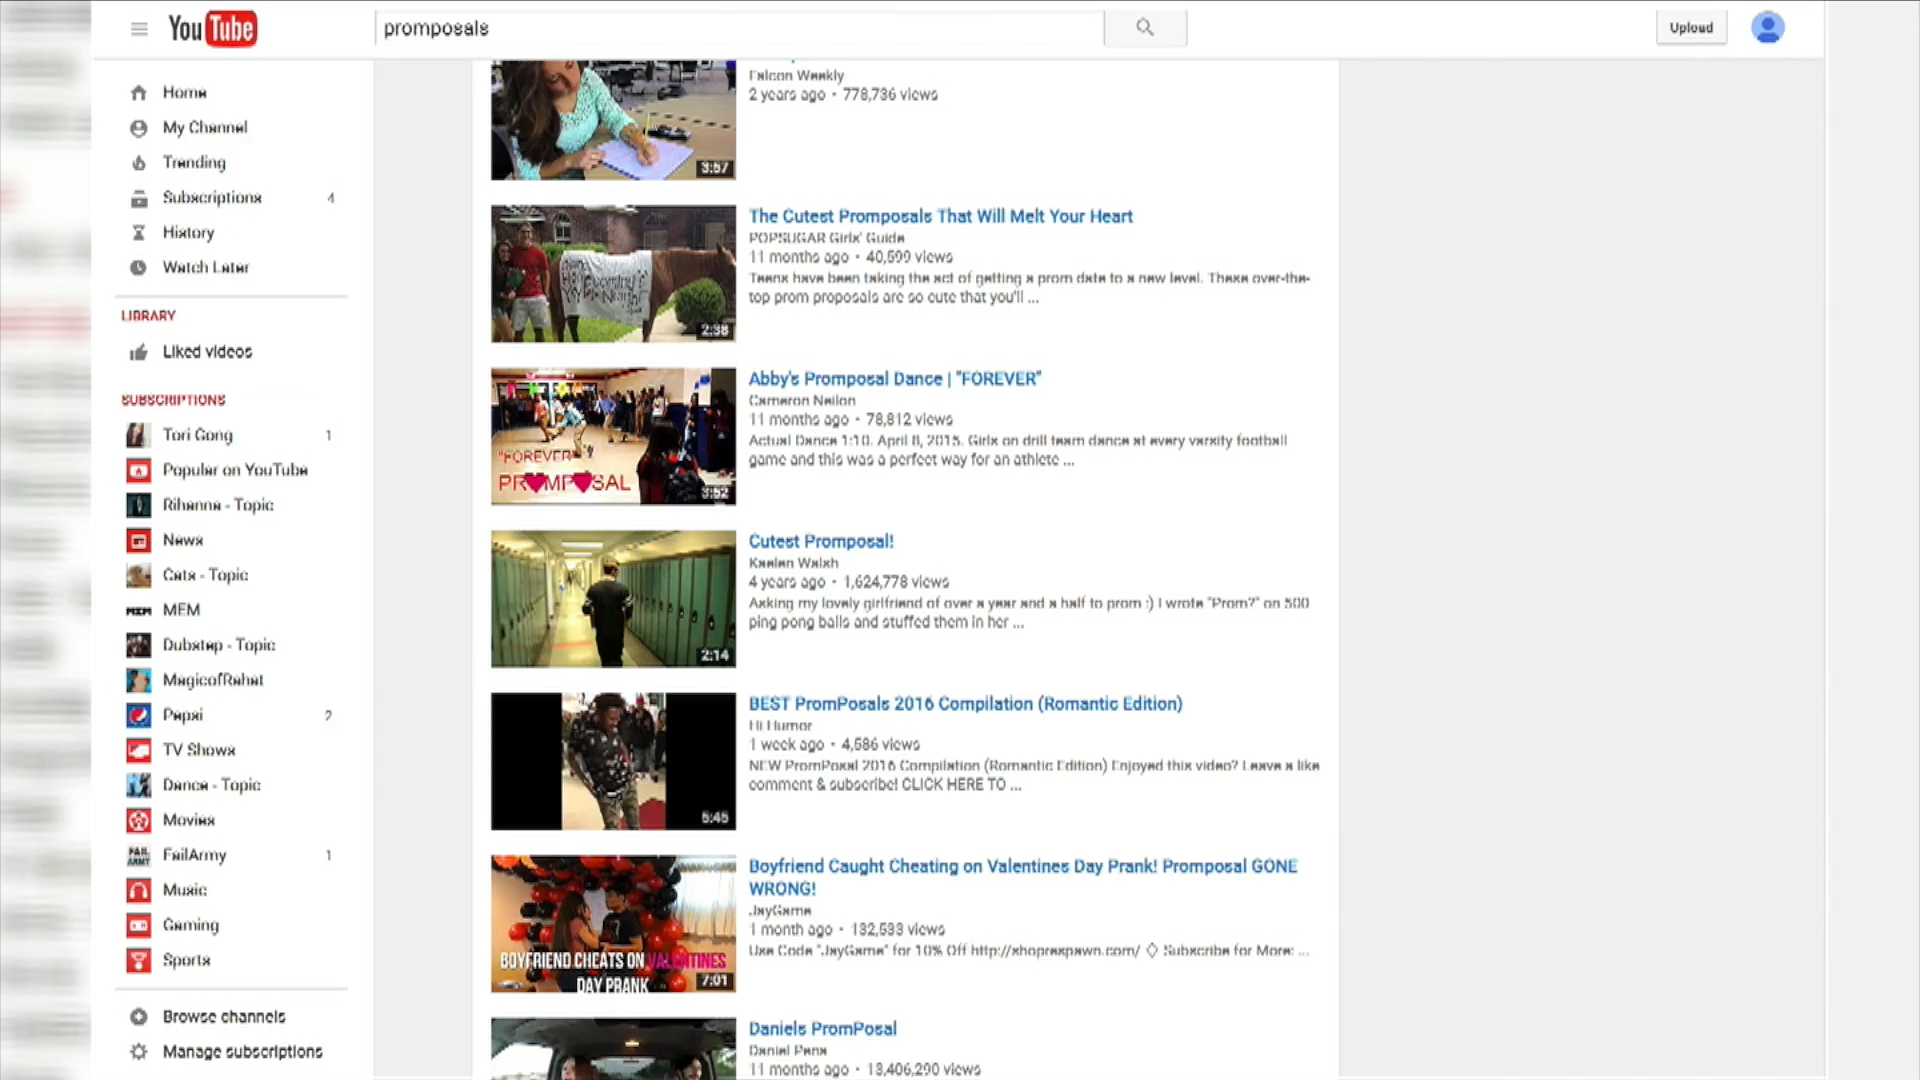 YouTube
promposals
Upload
Home
My Channel
Trending
Subscriptions 4
History
Watch Later
LIBRARY
Liked videos
SUBSCRIPTIONS
Tori Gong 1
Popular on YouTube
Rihanna - Topic
News
Cats - Topic
MEM
Dubstep - Topic
MagicofRahat
Pepsi 2
TV Shows
Dance - Topic
Movies
FAIL ARMY FailArmy 1
Music
Gaming
Sports
Browse channels
Manage subscriptions
Falcon Weekly
2 years ago • 778,736 views
3:57
The Cutest Promposals That Will Melt Your Heart
POPSUGAR Girls' Guide
11 months ago • 40,599 views
Teens have been taking the act of getting a prom date to a new level. These over-the-
top prom proposals are so cute that you'll ...
2:38
Abby's Promposal Dance | "FOREVER"
Cameron Neilon
11 months ago • 78,812 views
Actual Dance 1:10. April 8, 2015. Girls on drill team dance at every varsity football
game and this was a perfect way for an athlete ...
"FOREVER"
PR♥MP♥SAL
3:52
Cutest Promposal!
Kaelen Walsh
4 years ago • 1,624,778 views
Asking my lovely girlfriend of over a year and a half to prom :) I wrote "Prom?" on 500
ping pong balls and stuffed them in her ...
2:14
BEST PromPosals 2016 Compilation (Romantic Edition)
Hi Humor
1 week ago • 4,586 views
NEW PromPosal 2016 Compilation (Romantic Edition) Enjoyed this video? Leave a like
comment & subscribe! CLICK HERE TO ...
5:45
Boyfriend Caught Cheating on Valentines Day Prank! Promposal GONE
WRONG!
JayGame
1 month ago • 132,533 views
Use Code "JayGame" for 10% Off http://shoprespawn.com/ ◊ Subscribe for More: ...
BOYFRIEND CHEATS ON VALENTINES
DAY PRANK
7:01
Daniels PromPosal
Daniel Pena
11 months ago • 13,406,290 views